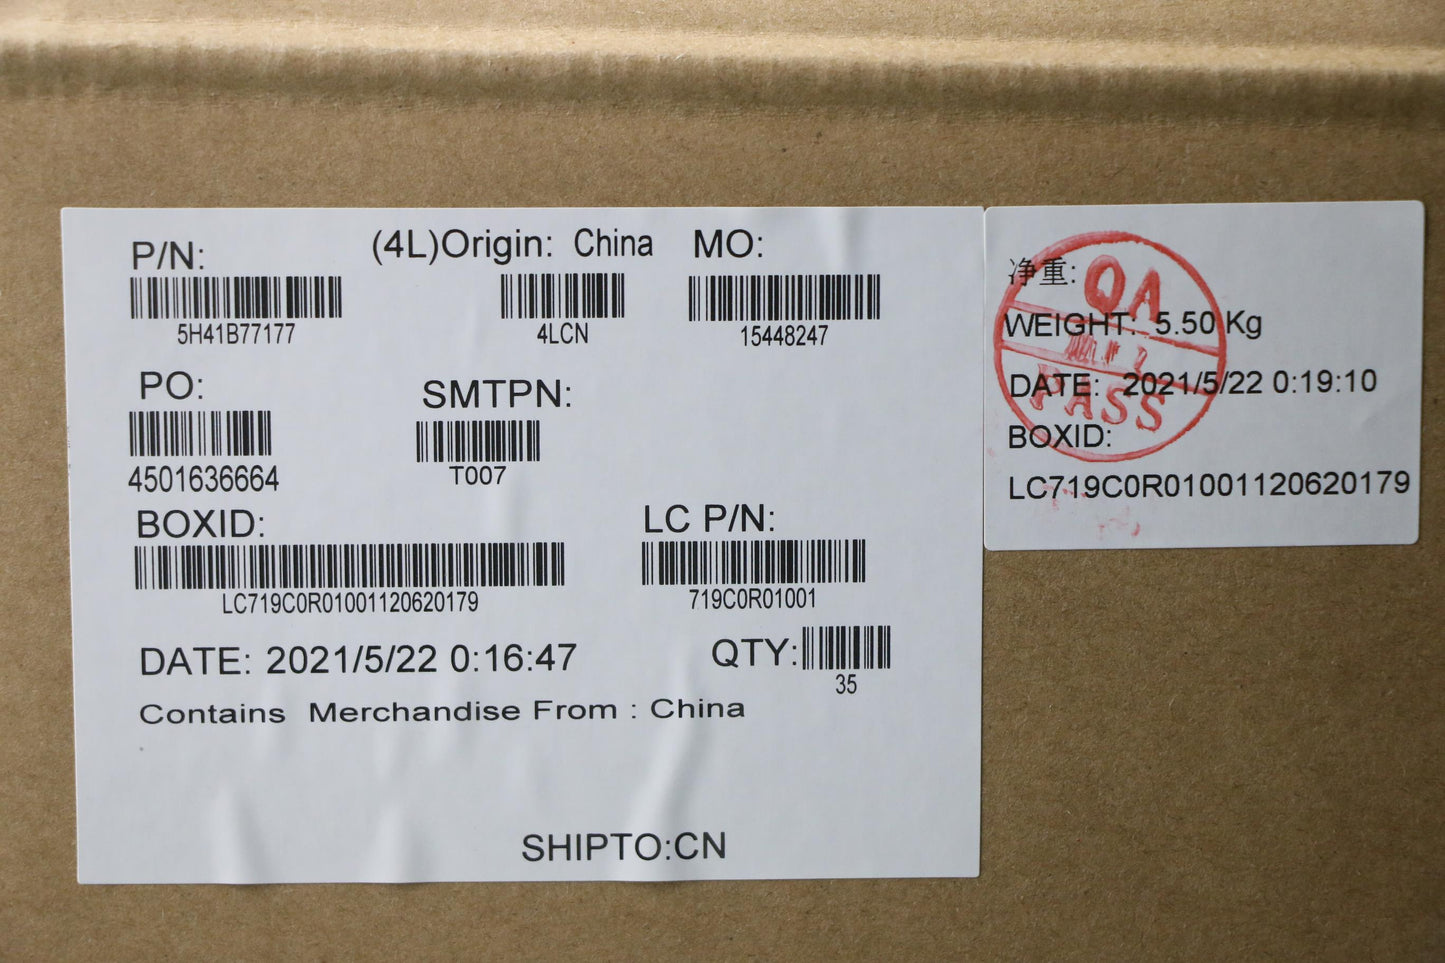 P/N: (4L)Origin: China MO:
5H41B77177 4LCN 15448247
PO: SMTPN:
4501636664 T007
BOXID: LC P/N:
LC719C0R01001120620179 719C0R01001
DATE: 2021/5/22 0:16:47 QTY:
35
Contains Merchandise From : China
SHIPTO:CN
净重:
QA
WEIGHT: 5.50 Kg
DATE: 2021/5/22 0:19:10
PASS
BOXID:
LC719C0R01001120620179